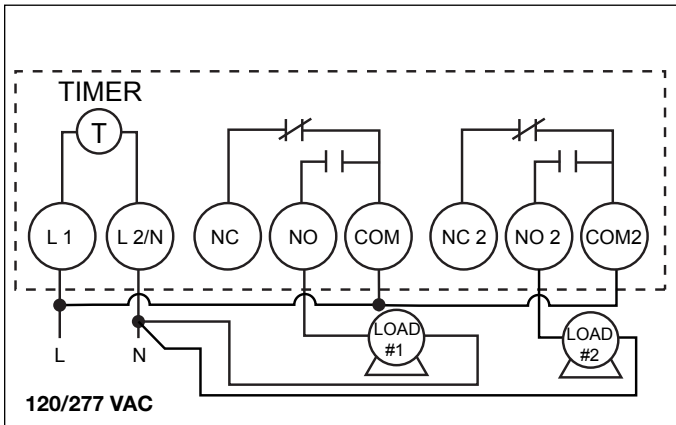 TIMER
T
L 1
L 2/N
NC
NO
COM
NC 2
NO 2
COM2
LOAD
#1
LOAD
#2
L
N
120/277 VAC